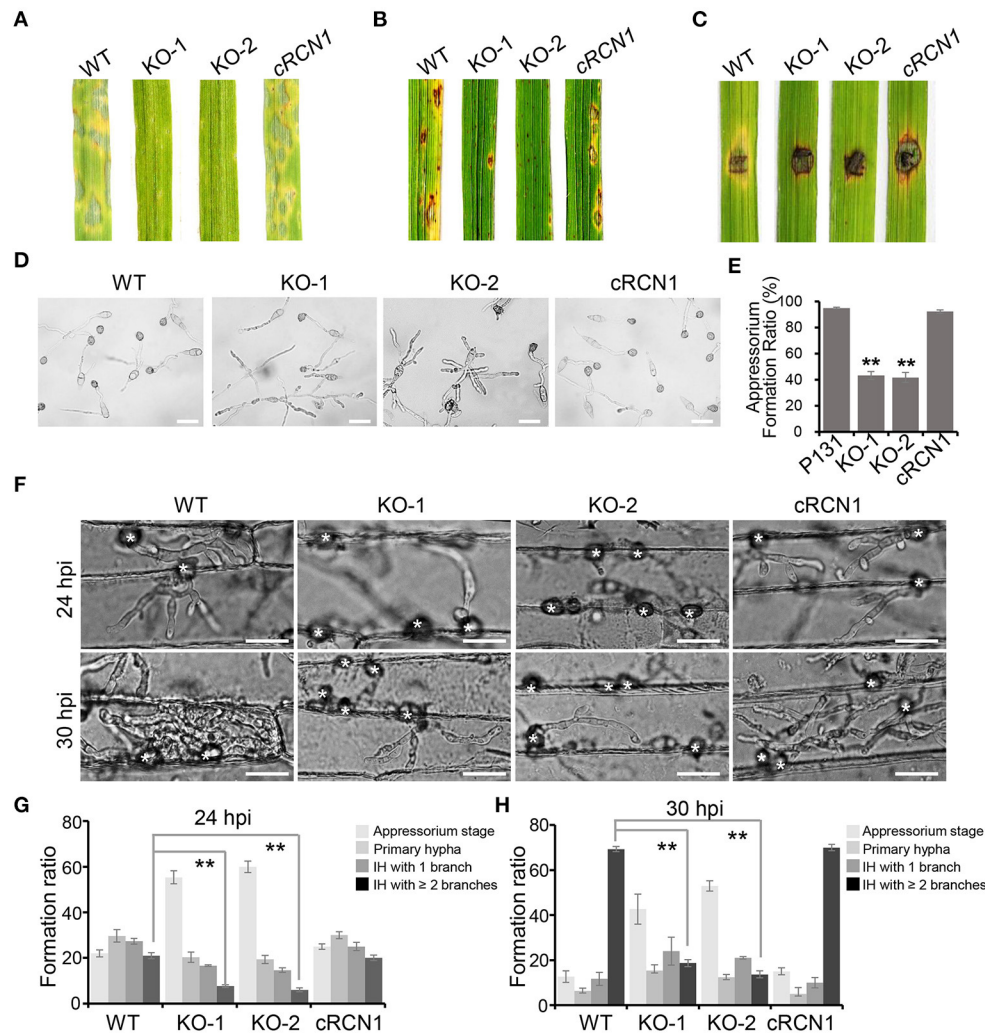 A
WT KO-1 KO-2 cRCN1
B
WT KO-1 KO-2 cRCN1
C
WT KO-1 KO-2 cRCN1
D
WT KO-1 KO-2 cRCN1
E
Appressorium
Formation Ratio (%)
100
80
60
40
20
0
** **
P131 KO-1 KO-2 cRCN1
F
WT KO-1 KO-2 cRCN1
24 hpi
* * * * * * * * * * * * *
30 hpi
* * * * * * * * * * * * * * * * *
G
24 hpi
Formation ratio
80
60
40
20
0
** **
Appressorium stage
Primary hypha
IH with 1 branch
IH with ≥ 2 branches
WT KO-1 KO-2 cRCN1
H
30 hpi
Formation ratio
80
60
40
20
0
** **
Appressorium stage
Primary hypha
IH with 1 branch
IH with ≥ 2 branches
WT KO-1 KO-2 cRCN1